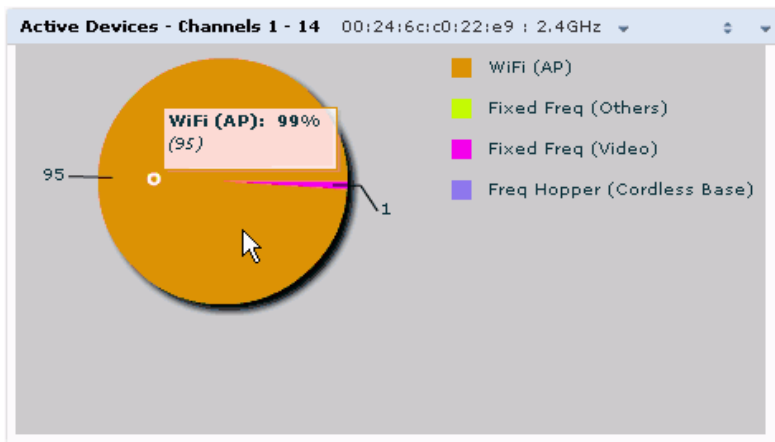 Active Devices - Channels 1 - 14 00:24:6c:c0:22:e9 : 2.4GHz
WiFi (AP)
Fixed Freq (Others)
Fixed Freq (Video)
Freq Hopper (Cordless Base)
WiFi (AP): 99%
(95)
95
1